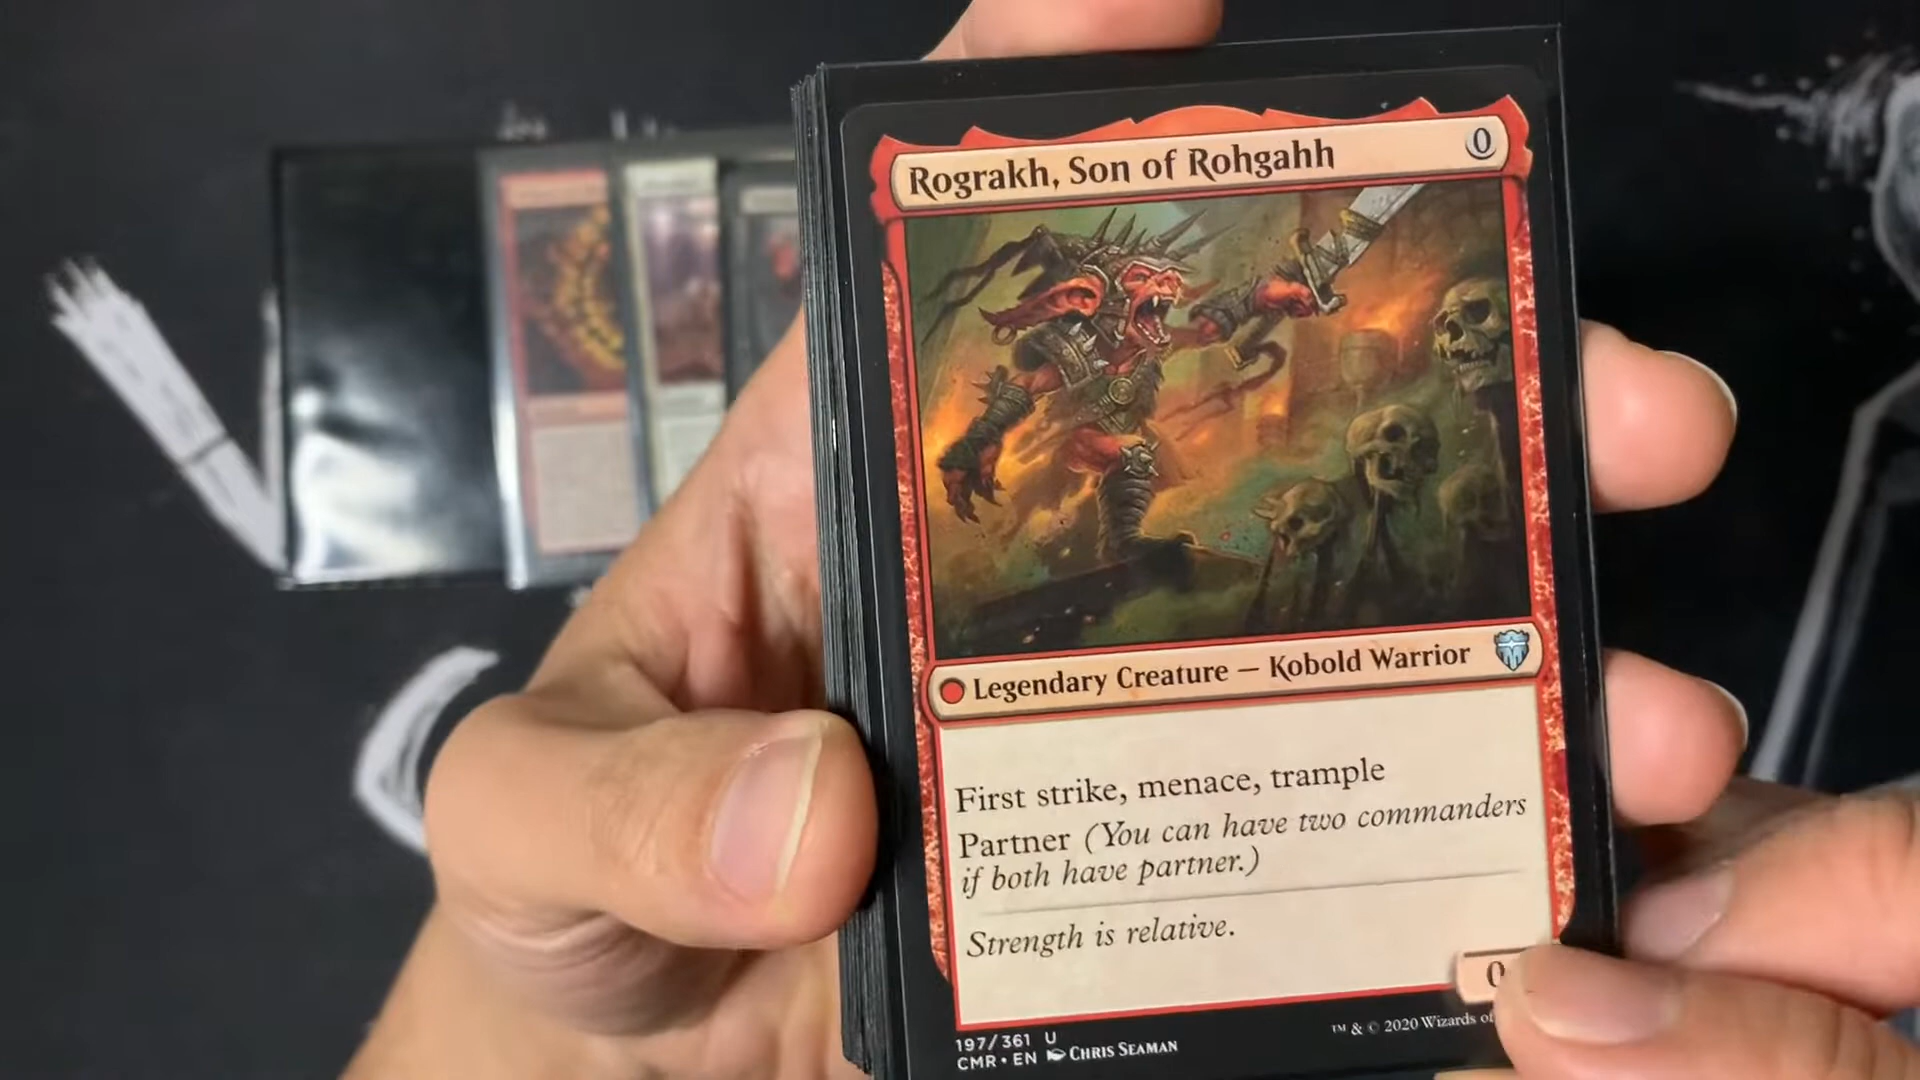 Rograkh, Son of Rohgahh 0
Legendary Creature — Kobold Warrior
First strike, menace, trample
Partner (You can have two commanders
if both have partner.)
Strength is relative.
0
197/361 U
CMR • EN Chris Seaman
™ & © 2020 Wizards of